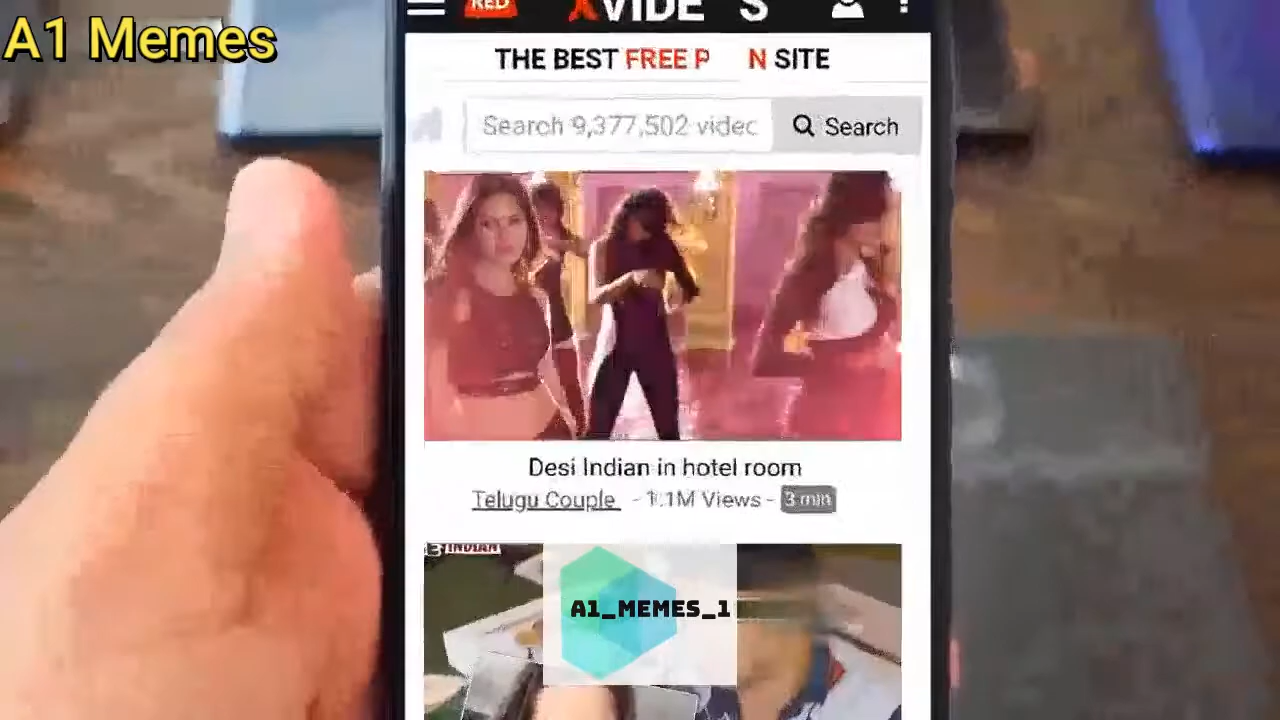 A1 Memes
RED
XVIDE S
THE BEST FREE P N SITE
Search 9,377,502 videc
Search
Desi Indian in hotel room
Telugu Couple - 1.1M Views - 3 min
INDIAN
A1_MEMES_1